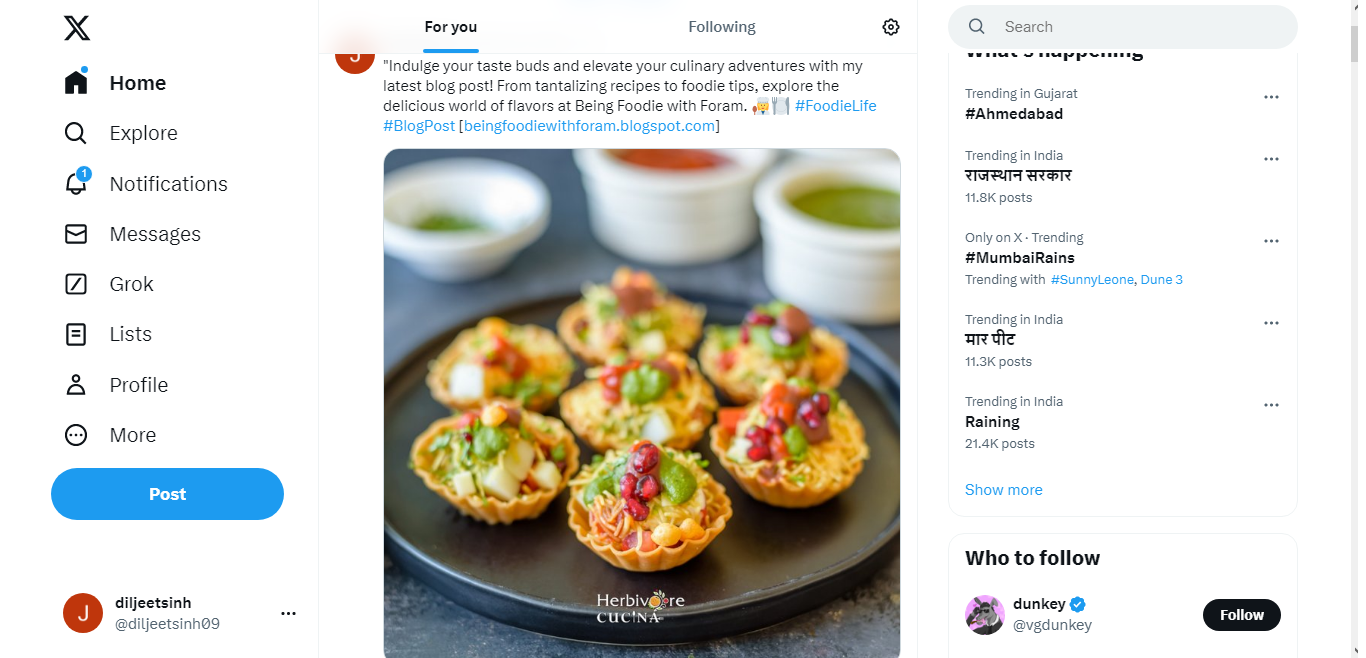 Home
Explore
1
Notifications
Messages
Grok
Lists
Profile
More
Post
J
diljeetsinh
@diljeetsinh09
For you
Following
J
"Indulge your taste buds and elevate your culinary adventures with my
latest blog post! From tantalizing recipes to foodie tips, explore the
delicious world of flavors at Being Foodie with Foram. 👩‍🍳🍽️ #FoodieLife
#BlogPost [beingfoodiewithforam.blogspot.com]
Herbivore
CUCINA
Search
What's happening
Trending in Gujarat
#Ahmedabad
Trending in India
राजस्थान सरकार
11.8K posts
Only on X · Trending
#MumbaiRains
Trending with #SunnyLeone, Dune 3
Trending in India
मार पीट
11.3K posts
Trending in India
Raining
21.4K posts
Show more
Who to follow
dunkey
@vgdunkey
Follow